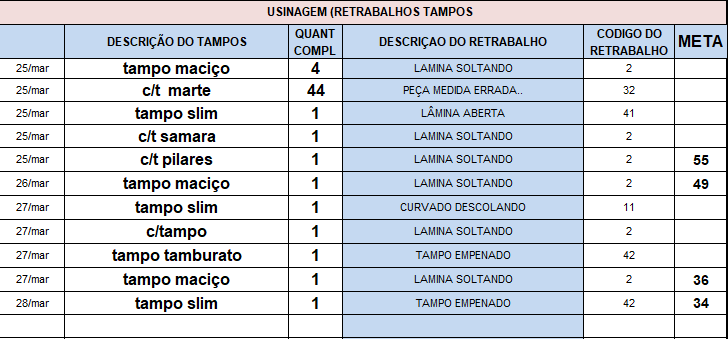 USINAGEM (RETRABALHOS TAMPOS
DESCRIÇÃO DO TAMPOS QUANT COMPL DESCRIÇAO DO RETRABALHO CODIGO DO RETRABALHO META
25/mar tampo maciço 4 LAMINA SOLTANDO 2
25/mar c/t marte 44 PEÇA MEDIDA ERRADA.. 32
25/mar tampo slim 1 LÂMINA ABERTA 41
25/mar c/t samara 1 LAMINA SOLTANDO 2
25/mar c/t pilares 1 LAMINA SOLTANDO 2 55
26/mar tampo maciço 1 LAMINA SOLTANDO 2 49
27/mar tampo slim 1 CURVADO DESCOLANDO 11
27/mar c/tampo 1 LAMINA SOLTANDO 2
27/mar tampo tamburato 1 TAMPO EMPENADO 42
27/mar tampo maciço 1 LAMINA SOLTANDO 2 36
28/mar tampo slim 1 TAMPO EMPENADO 42 34